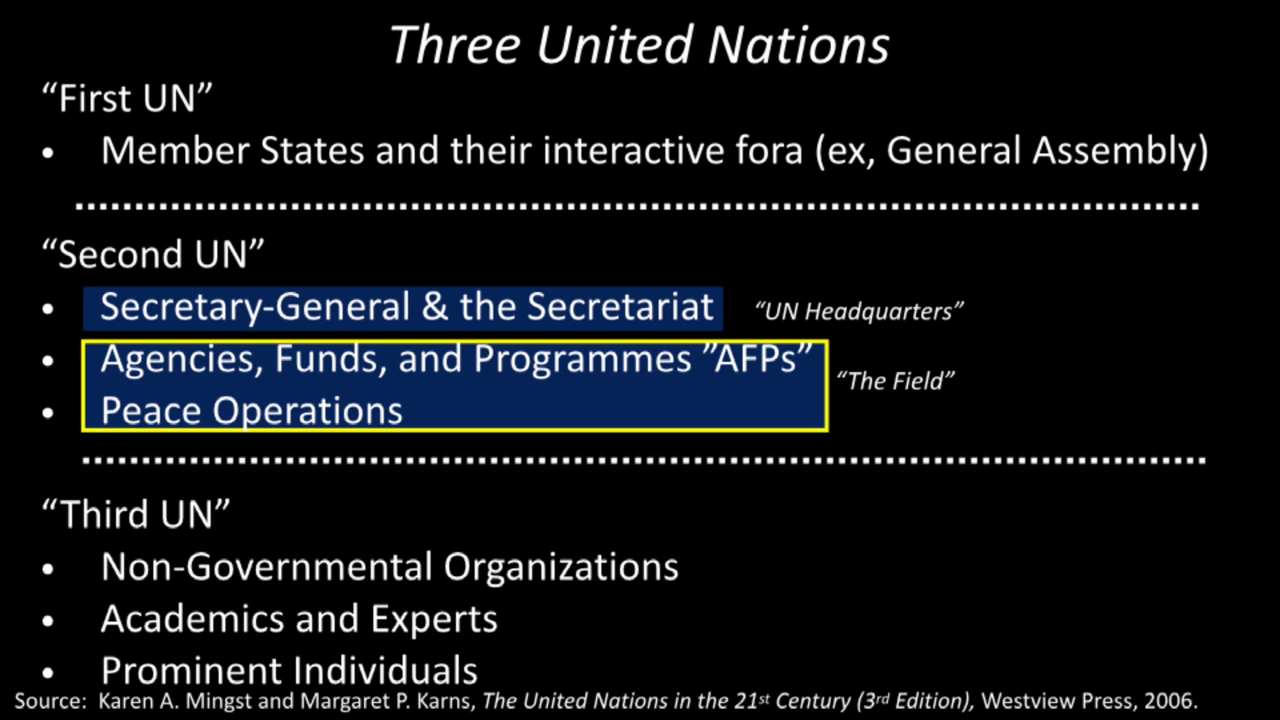 Three United Nations
“First UN”
• Member States and their interactive fora (ex, General Assembly)
“Second UN”
• Secretary-General & the Secretariat “UN Headquarters”
• Agencies, Funds, and Programmes ”AFPs”
“The Field”
• Peace Operations
“Third UN”
• Non-Governmental Organizations
• Academics and Experts
• Prominent Individuals
Source: Karen A. Mingst and Margaret P. Karns, The United Nations in the 21st Century (3rd Edition), Westview Press, 2006.